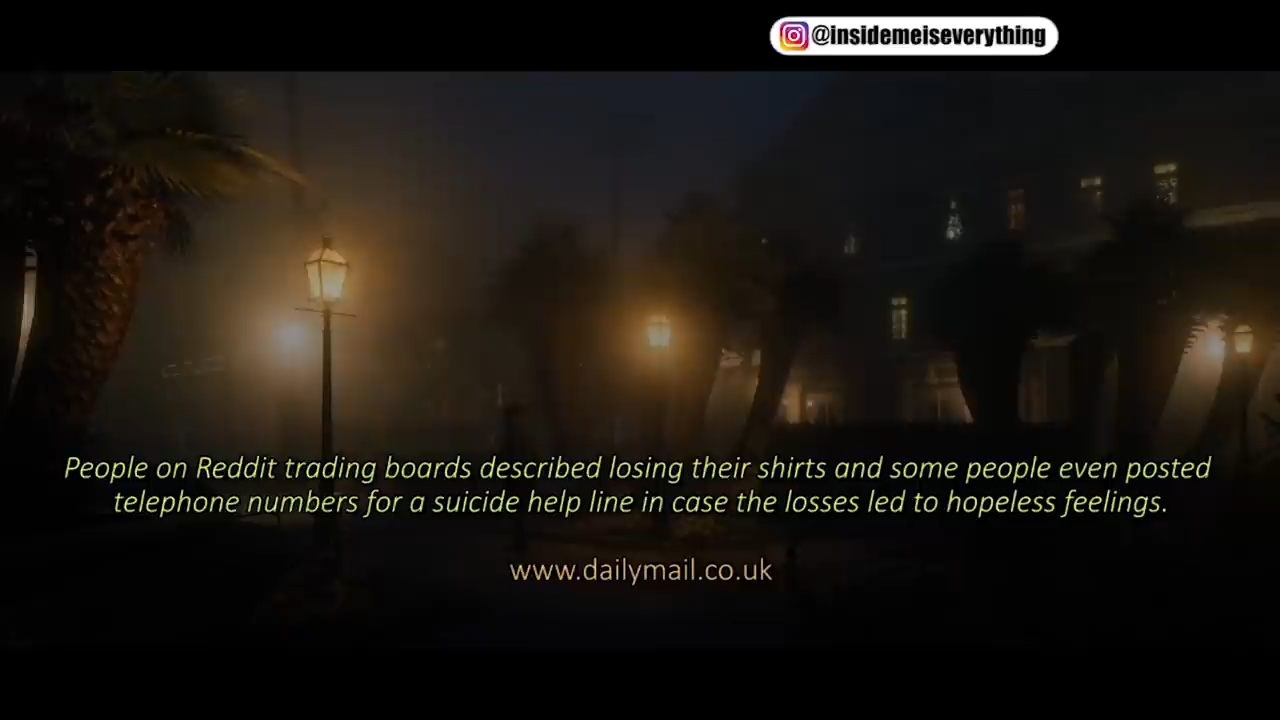 @insidemeiseverything
People on Reddit trading boards described losing their shirts and some people even posted
telephone numbers for a suicide help line in case the losses led to hopeless feelings.
www.dailymail.co.uk